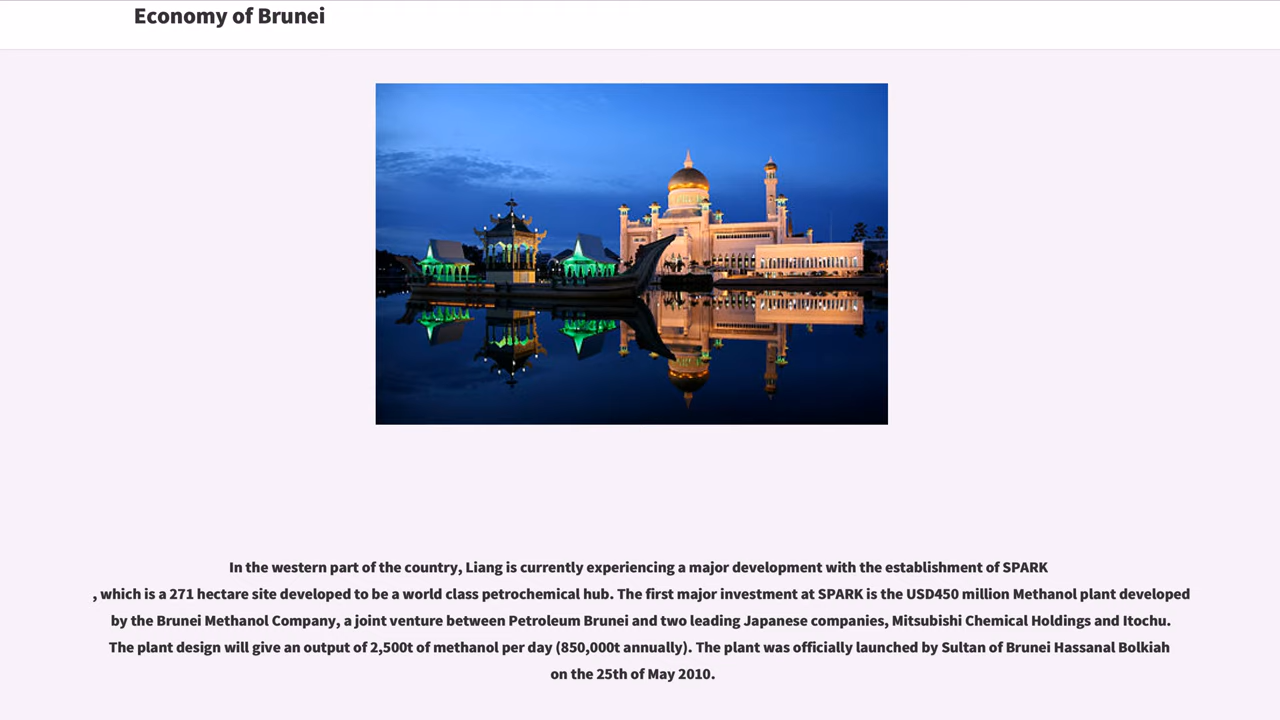 Economy of Brunei
In the western part of the country, Liang is currently experiencing a major development with the establishment of SPARK
, which is a 271 hectare site developed to be a world class petrochemical hub. The first major investment at SPARK is the USD450 million Methanol plant developed
by the Brunei Methanol Company, a joint venture between Petroleum Brunei and two leading Japanese companies, Mitsubishi Chemical Holdings and Itochu.
The plant design will give an output of 2,500t of methanol per day (850,000t annually). The plant was officially launched by Sultan of Brunei Hassanal Bolkiah
on the 25th of May 2010.